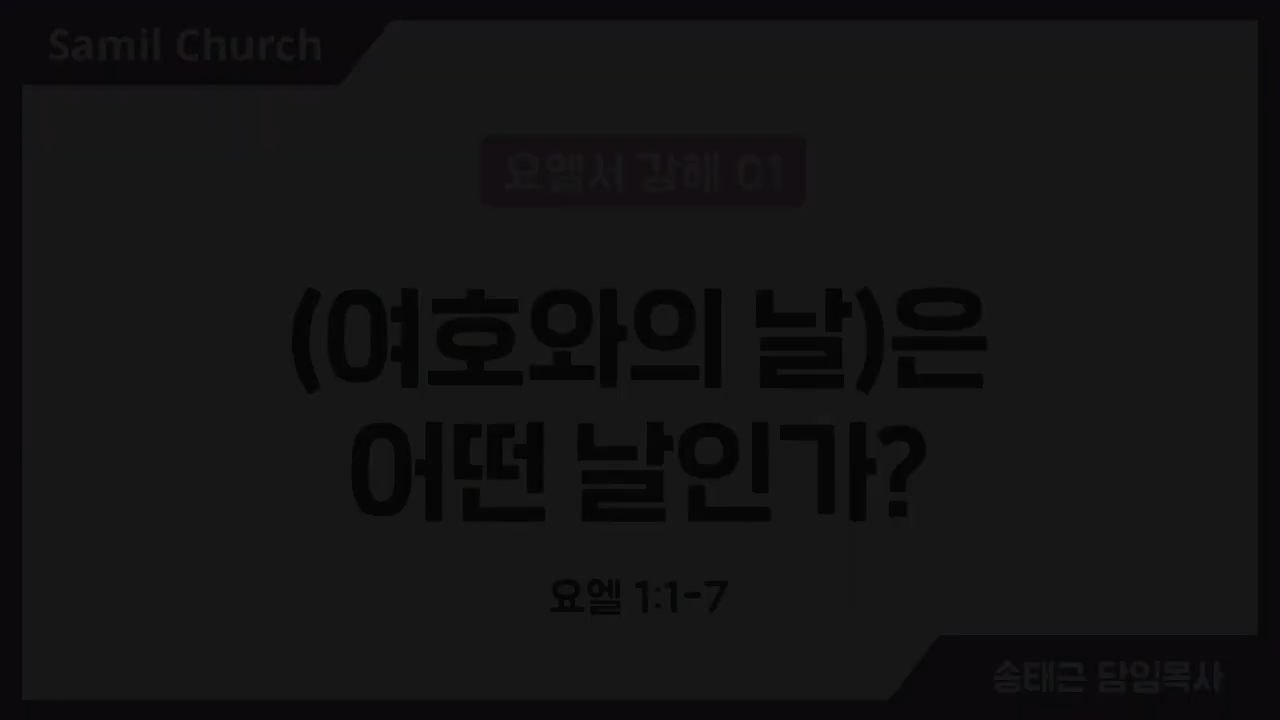 Samil Church
요엘서 강해 01
(여호와의 날)은
어떤 날인가?
요엘 1:1-7
송태근 담임목사